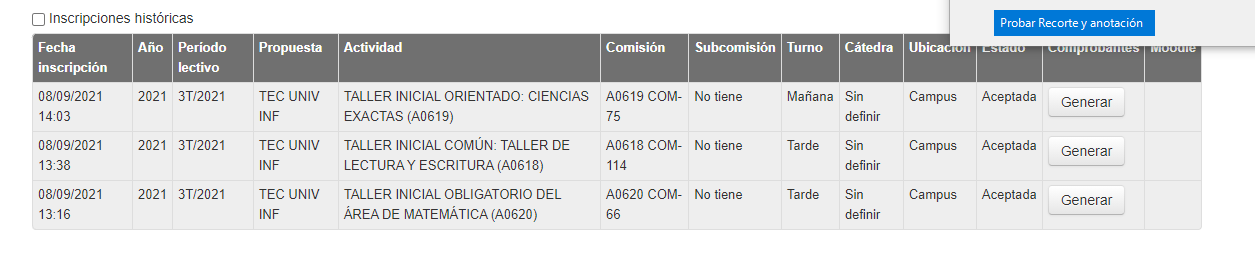 Inscripciones históricas
Probar Recorte y anotación
Fecha inscripción Año Período lectivo Propuesta Actividad Comisión Subcomisión Turno Cátedra Ubicación Estado Comprobantes Moodle
08/09/2021 14:03 2021 3T/2021 TEC UNIV INF TALLER INICIAL ORIENTADO: CIENCIAS EXACTAS (A0619) A0619 COM-75 No tiene Mañana Sin definir Campus Aceptada Generar
08/09/2021 13:38 2021 3T/2021 TEC UNIV INF TALLER INICIAL COMÚN: TALLER DE LECTURA Y ESCRITURA (A0618) A0618 COM-114 No tiene Tarde Sin definir Campus Aceptada Generar
08/09/2021 13:16 2021 3T/2021 TEC UNIV INF TALLER INICIAL OBLIGATORIO DEL ÁREA DE MATEMÁTICA (A0620) A0620 COM-66 No tiene Tarde Sin definir Campus Aceptada Generar